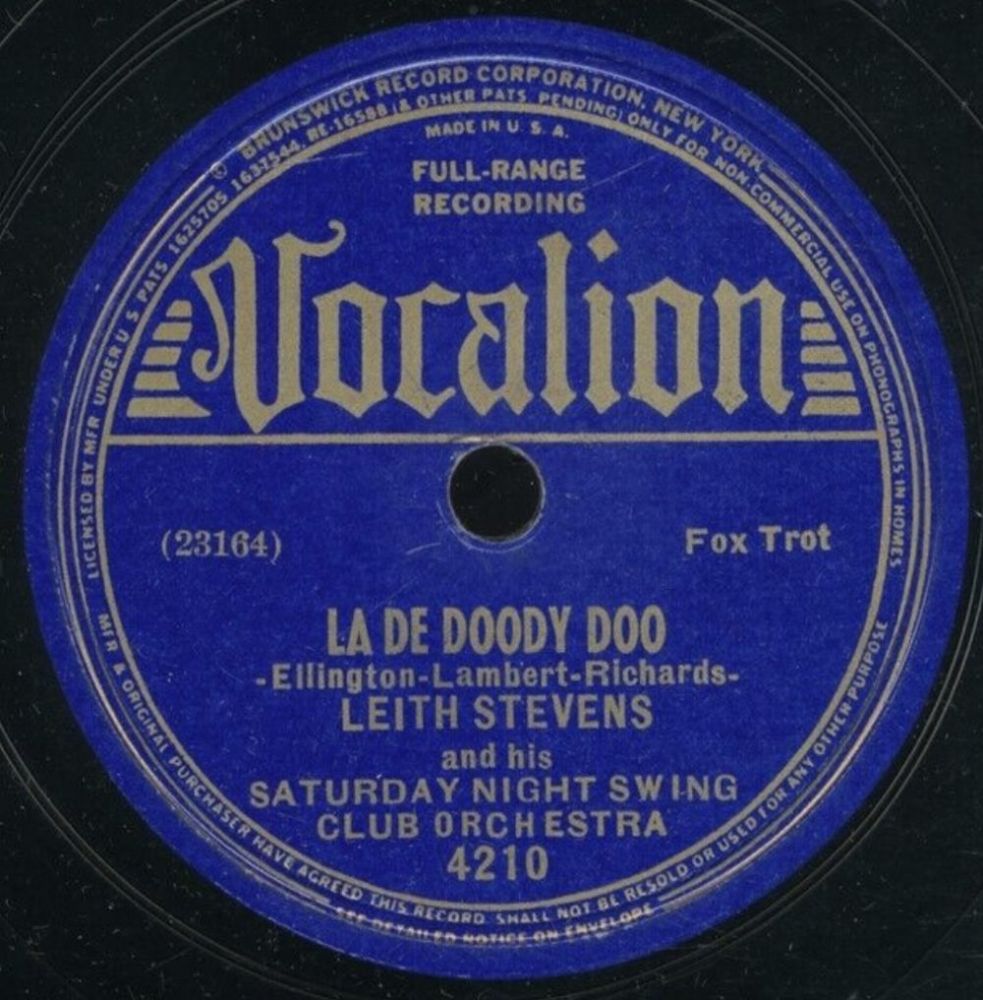 © BRUNSWICK RECORD CORPORATION, NEW YORK
LICENSED BY MFR UNDER U S PATS 1625705 1637544, RE-16588 (& OTHER PATS PENDING) ONLY FOR NON-COMMERCIAL USE ON PHONOGRAPHS IN HOMES
MADE IN U. S. A.
FULL-RANGE
RECORDING
Vocalion
(23164)
Fox Trot
LA DE DOODY DOO
-Ellington-Lambert-Richards-
LEITH STEVENS
and his
SATURDAY NIGHT SWING
CLUB ORCHESTRA
4210
MFR & ORIGINAL PURCHASER HAVE AGREED THIS RECORD SHALL NOT BE RESOLD OR USED FOR ANY OTHER PURPOSE
SEE DETAILED NOTICE ON ENVELOPE